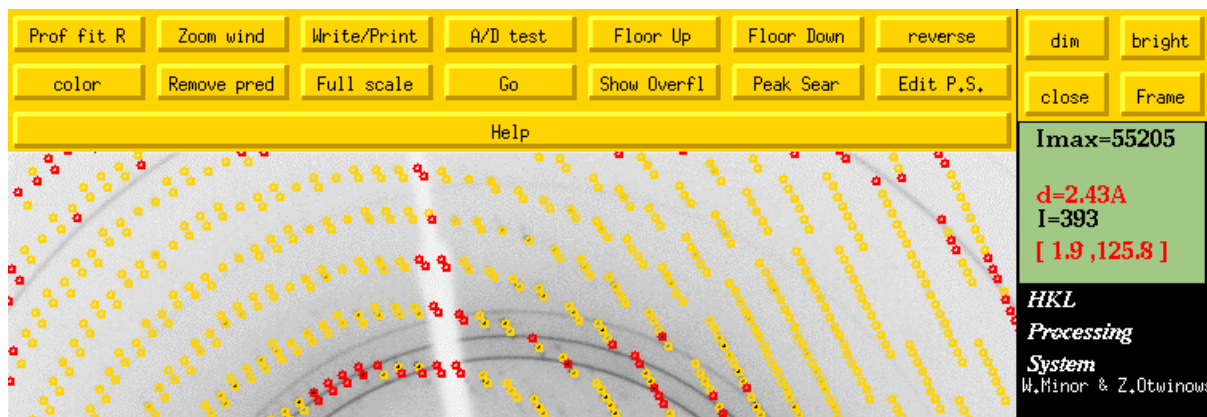 Prof fit R Zoom wind Write/Print A/D test Floor Up Floor Down reverse
color Remove pred Full scale Go Show Overfl Peak Sear Edit P.S.
Help
dim bright
close Frame
Imax=55205
d=2.43A
I=393
[ 1.9 ,125.8 ]
HKL
Processing
System
W.Minor & Z.Otwinows